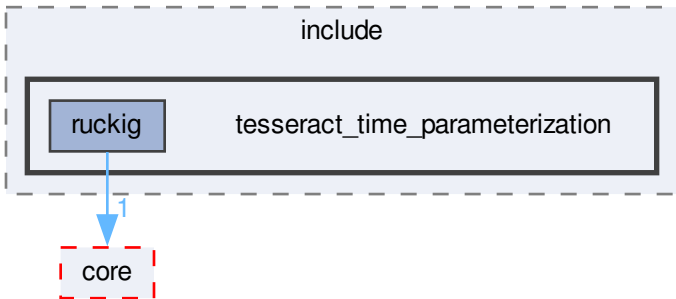 include
ruckig
tesseract_time_parameterization
1
core